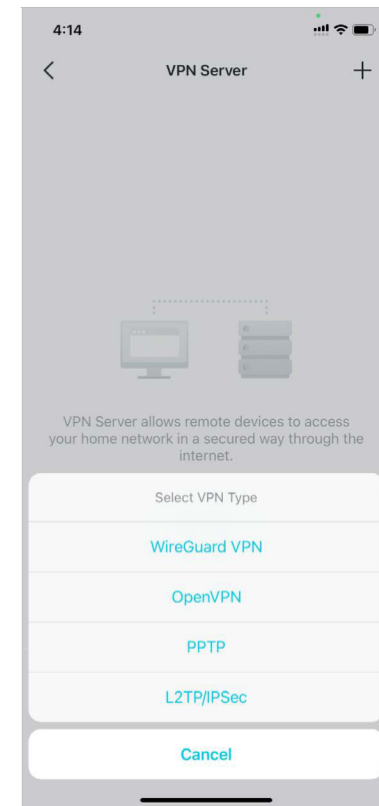 4:14
VPN Server
VPN Server allows remote devices to access
your home network in a secured way through the
internet.
Select VPN Type
WireGuard VPN
OpenVPN
PPTP
L2TP/IPSec
Cancel